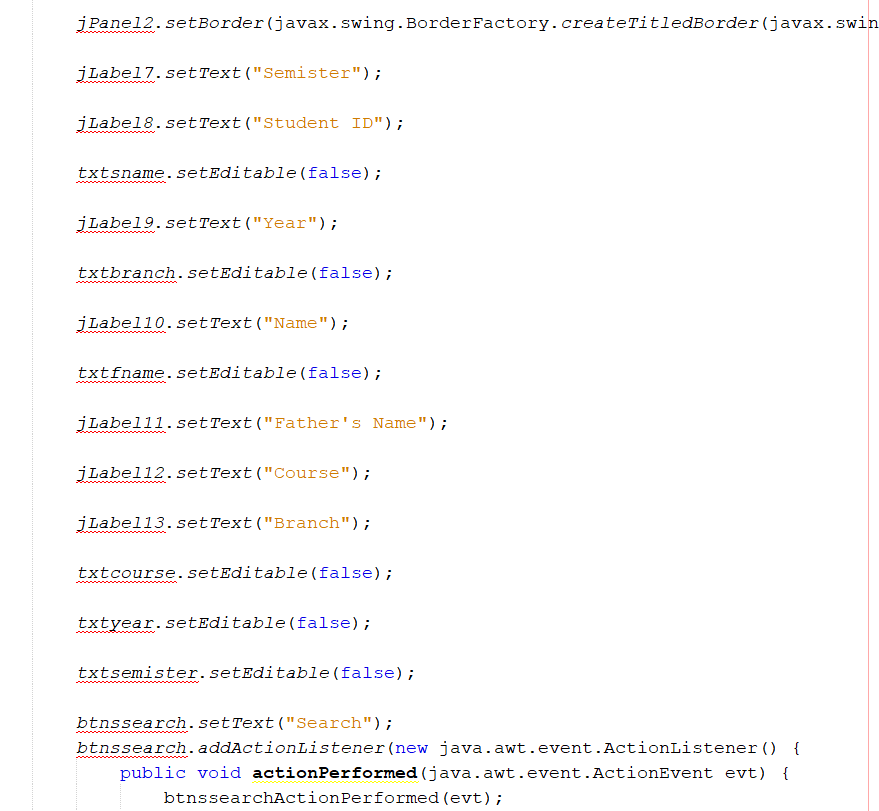 jPanel2.setBorder(javax.swing.BorderFactory.createTitledBorder(javax.swin
jLabel7.setText("Semister");
jLabel8.setText("Student ID");
txtsname.setEditable(false);
jLabel9.setText("Year");
txtbranch.setEditable(false);
jLabel10.setText("Name");
txtfname.setEditable(false);
jLabel11.setText("Father's Name");
jLabel12.setText("Course");
jLabel13.setText("Branch");
txtcourse.setEditable(false);
txtyear.setEditable(false);
txtsemister.setEditable(false);
btnssearch.setText("Search");
btnssearch.addActionListener(new java.awt.event.ActionListener() {
public void actionPerformed(java.awt.event.ActionEvent evt) {
btnssearchActionPerformed(evt);